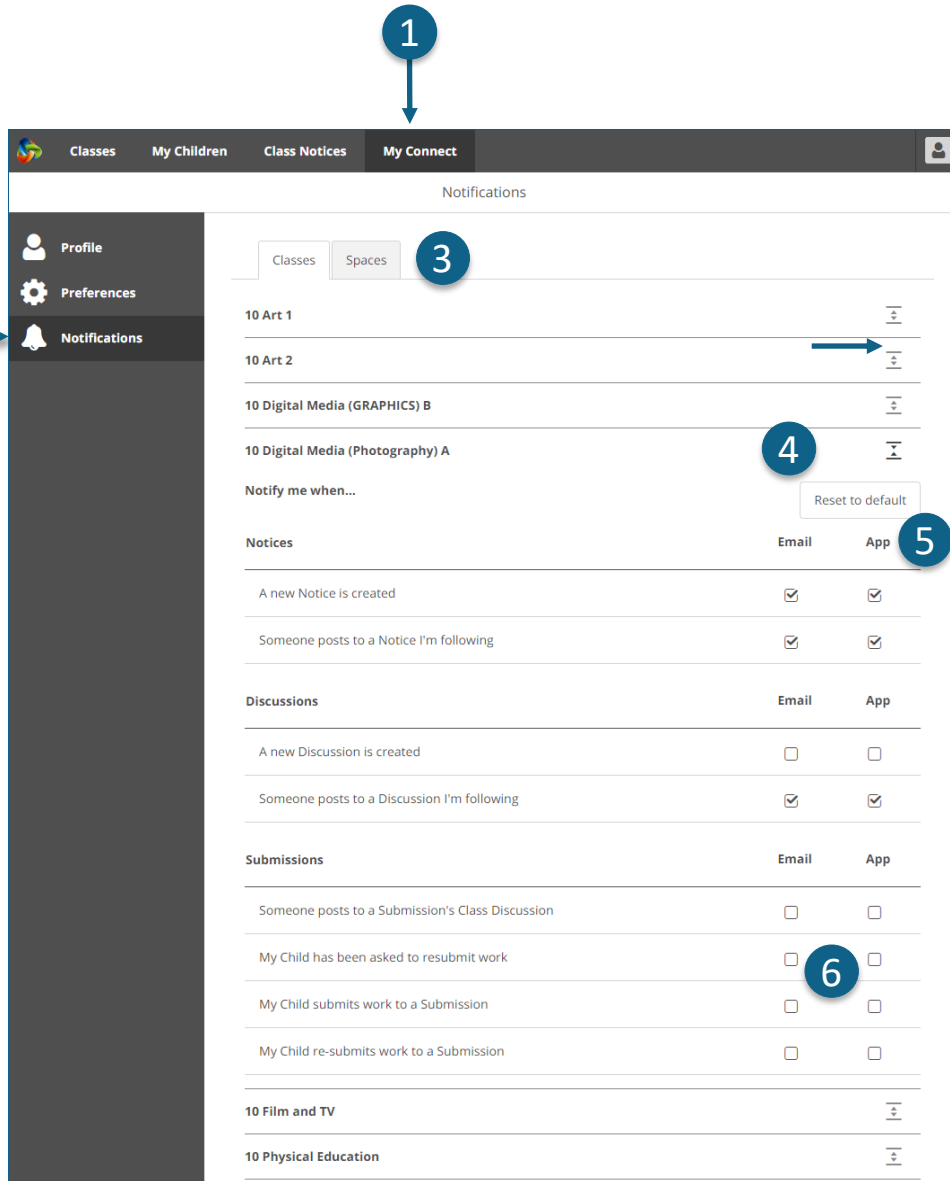 1
Classes My Children Class Notices My Connect
Notifications
Profile
Preferences
Notifications
Classes Spaces 3
10 Art 1
10 Art 2
10 Digital Media (GRAPHICS) B
10 Digital Media (Photography) A 4
Notify me when...
Reset to default
Notices Email App 5
A new Notice is created
Someone posts to a Notice I'm following
Discussions Email App
A new Discussion is created
Someone posts to a Discussion I'm following
Submissions Email App
Someone posts to a Submission's Class Discussion
My Child has been asked to resubmit work 6
My Child submits work to a Submission
My Child re-submits work to a Submission
10 Film and TV
10 Physical Education